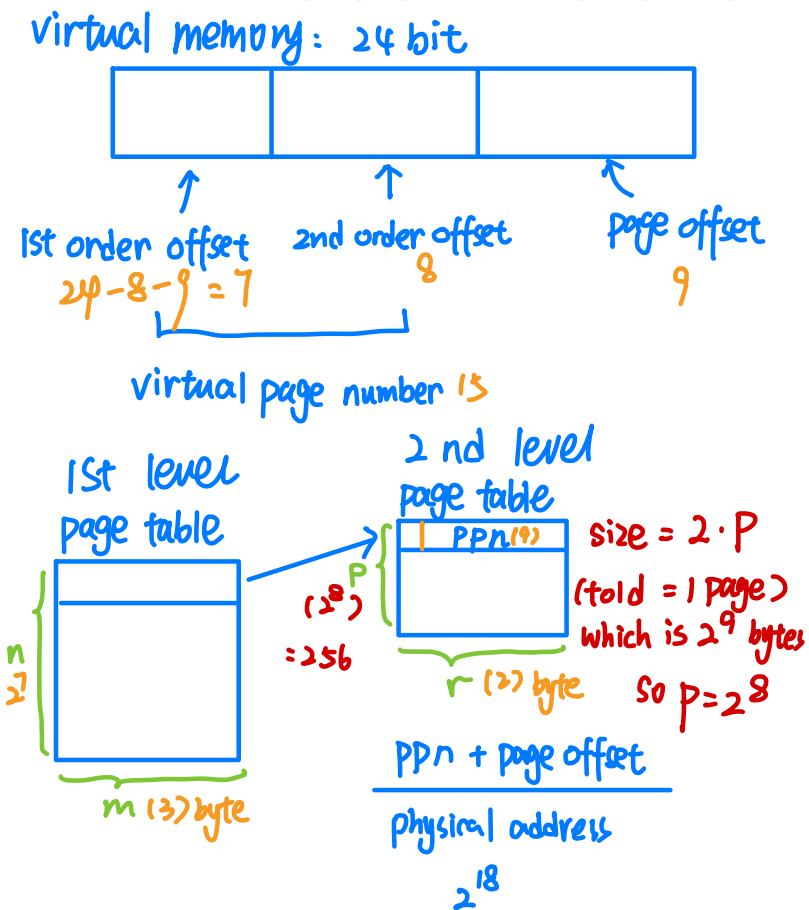 virtual memory: 24 bit
1st order offset
24-8-9=7
2nd order offset
8
page offset
9
virtual page number 15
1st level
page table
2nd level
page table
ppn(9)
p
(2^8)
=256
size = 2·P
(told = 1 page)
which is 2^9 bytes
so p=2^8
r (2) byte
n
2^7
m (3) byte
ppn + page offset
physical address
2^18